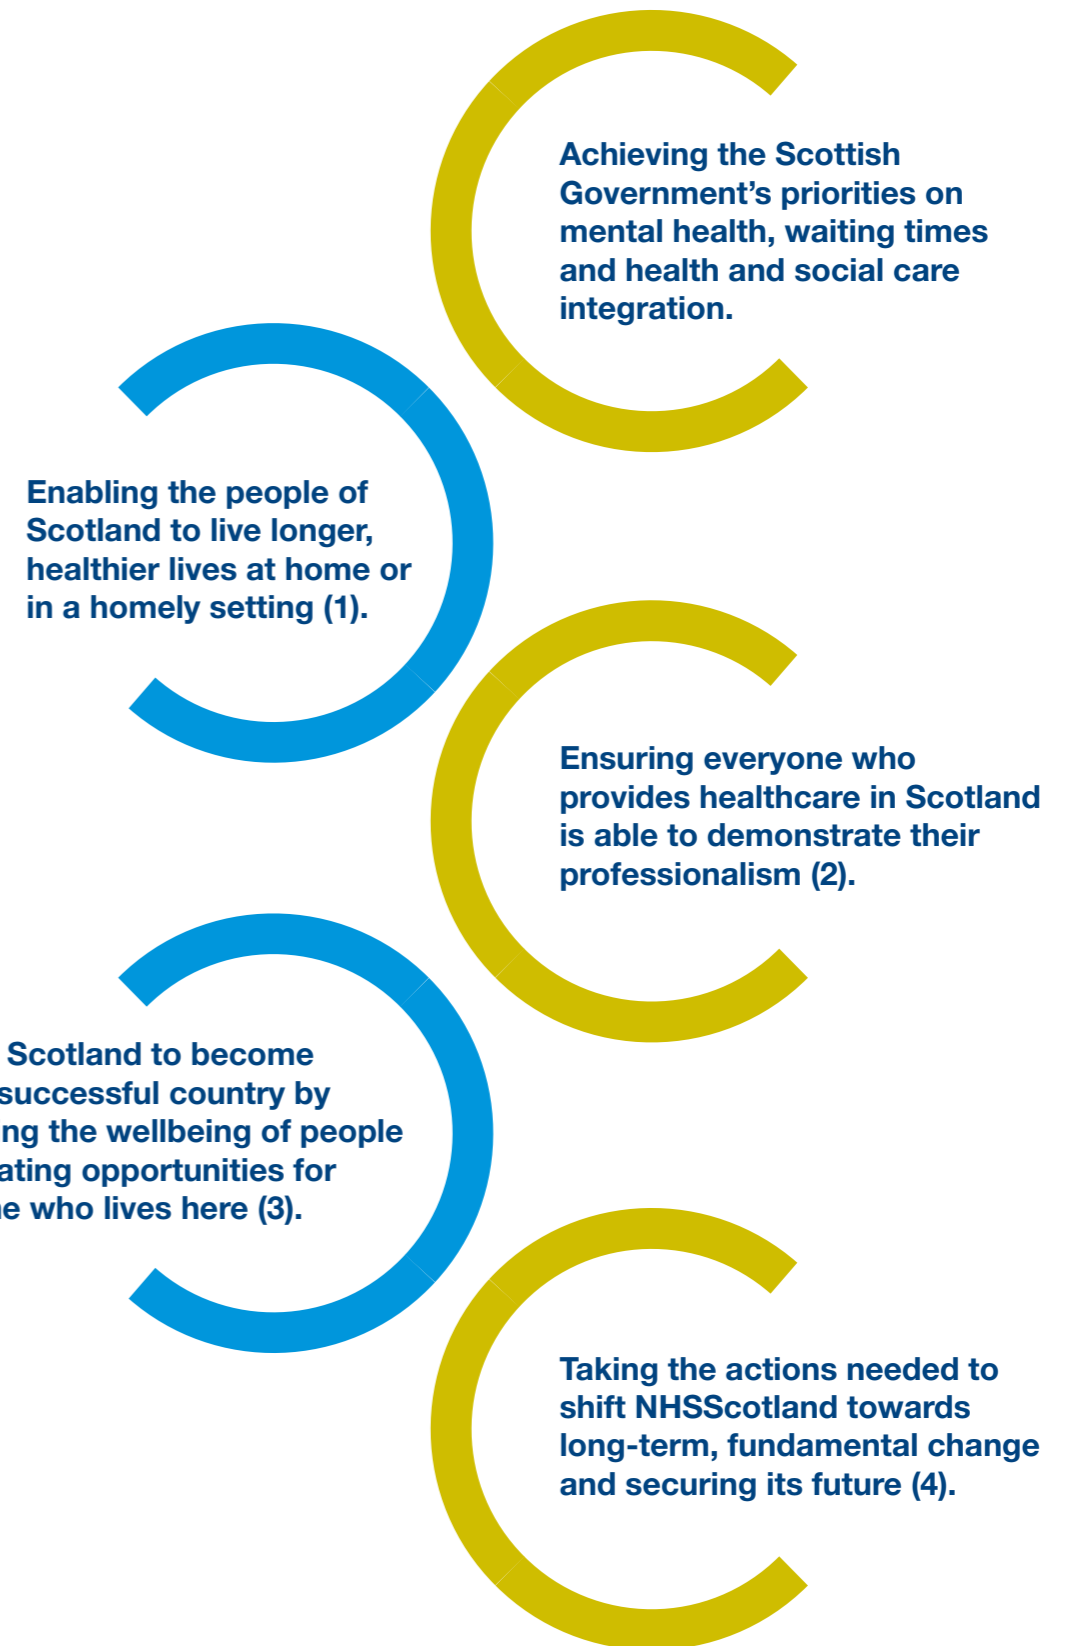 Achieving the Scottish
Government’s priorities on
mental health, waiting times
and health and social care
integration.
Enabling the people of
Scotland to live longer,
healthier lives at home or
in a homely setting (1).
Ensuring everyone who
provides healthcare in Scotland
is able to demonstrate their
professionalism (2).
Scotland to become
successful country by
the wellbeing of people
opportunities for
who lives here (3).
Taking the actions needed to
shift NHSScotland towards
long-term, fundamental change
and securing its future (4).